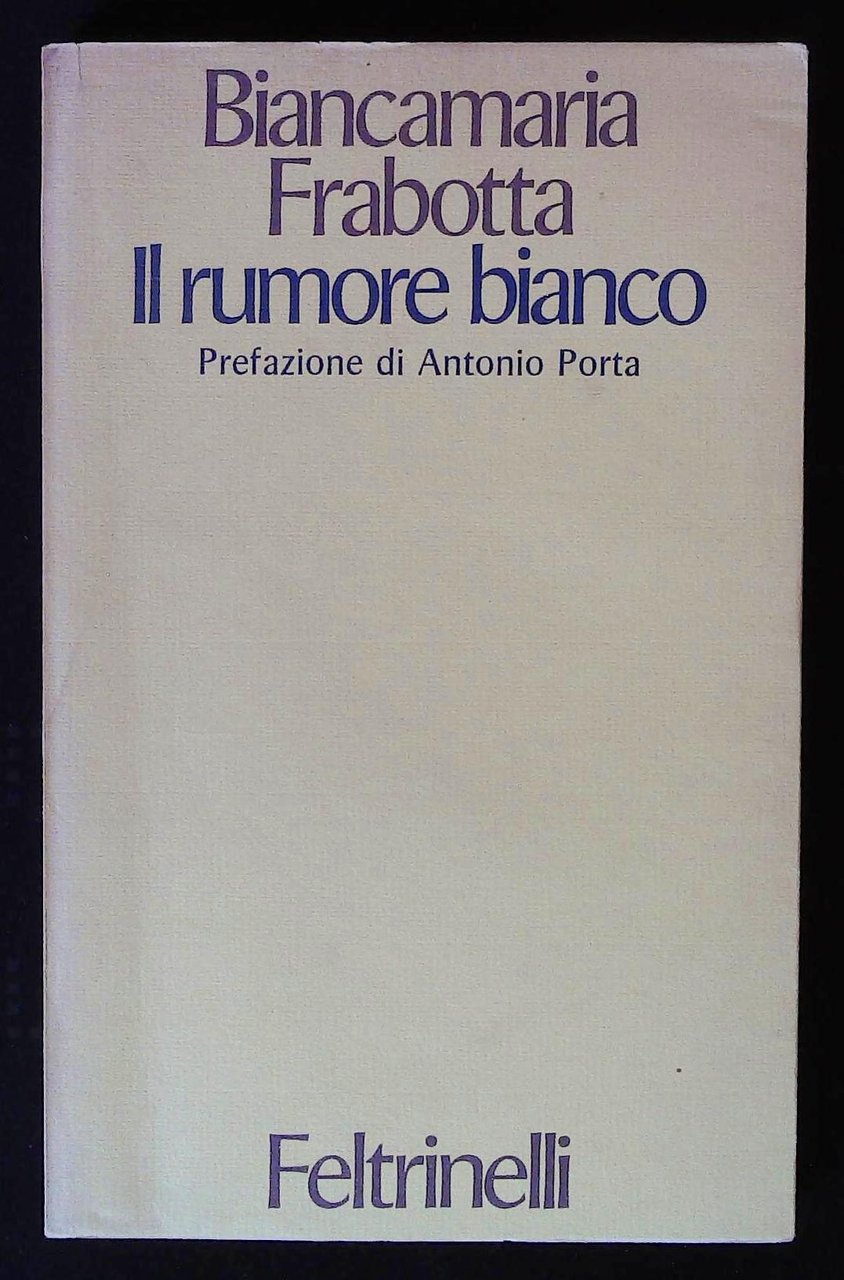 Biancamaria
Frabotta
Il rumore bianco
Prefazione di Antonio Porta
Feltrinelli